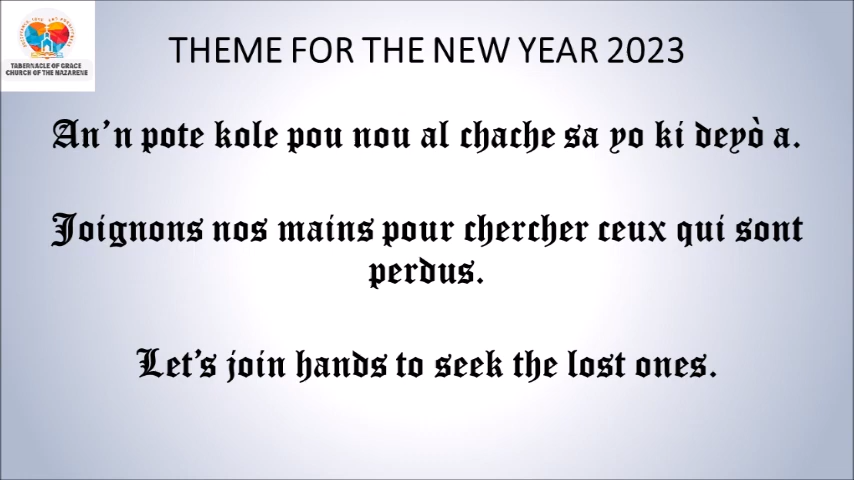 TABERNACLE OF GRACE
CHURCH OF THE NAZARENE
THEME FOR THE NEW YEAR 2023
An’n pote kole pou nou al chache sa yo ki deyò a.
Joignons nos mains pour chercher ceux qui sont
perdus.
Let’s join hands to seek the lost ones.